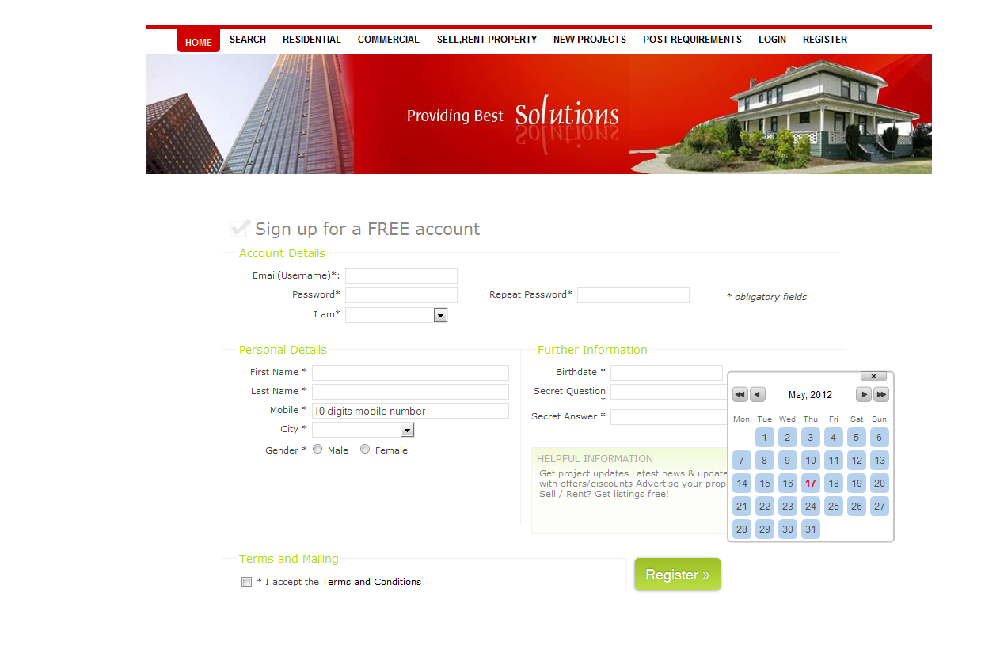 HOME SEARCH RESIDENTIAL COMMERCIAL SELL,RENT PROPERTY NEW PROJECTS POST REQUIREMENTS LOGIN REGISTER
Providing Best Solutions
Sign up for a FREE account
Account Details
Email(Username)*:
Password* Repeat Password* * obligatory fields
I am*
Personal Details
First Name *
Last Name *
Mobile * 10 digits mobile number
City *
Gender * Male Female
Further Information
Birthdate *
Secret Question
*
Secret Answer *
HELPFUL INFORMATION
Get project updates Latest news & update
with offers/discounts Advertise your prop
Sell / Rent? Get listings free!
May, 2012
Mon Tue Wed Thu Fri Sat Sun
1 2 3 4 5 6
7 8 9 10 11 12 13
14 15 16 17 18 19 20
21 22 23 24 25 26 27
28 29 30 31
Terms and Mailing
* I accept the Terms and Conditions
Register »